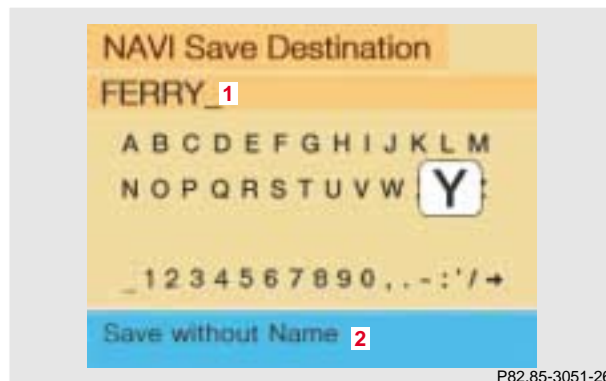 NAVI Save Destination
FERRY_ 1
A B C D E F G H I J K L M
N O P Q R S T U V W Y
_ 1 2 3 4 5 6 7 8 9 0 , . - : ' / →
Save without Name 2
P82.85-3051-26